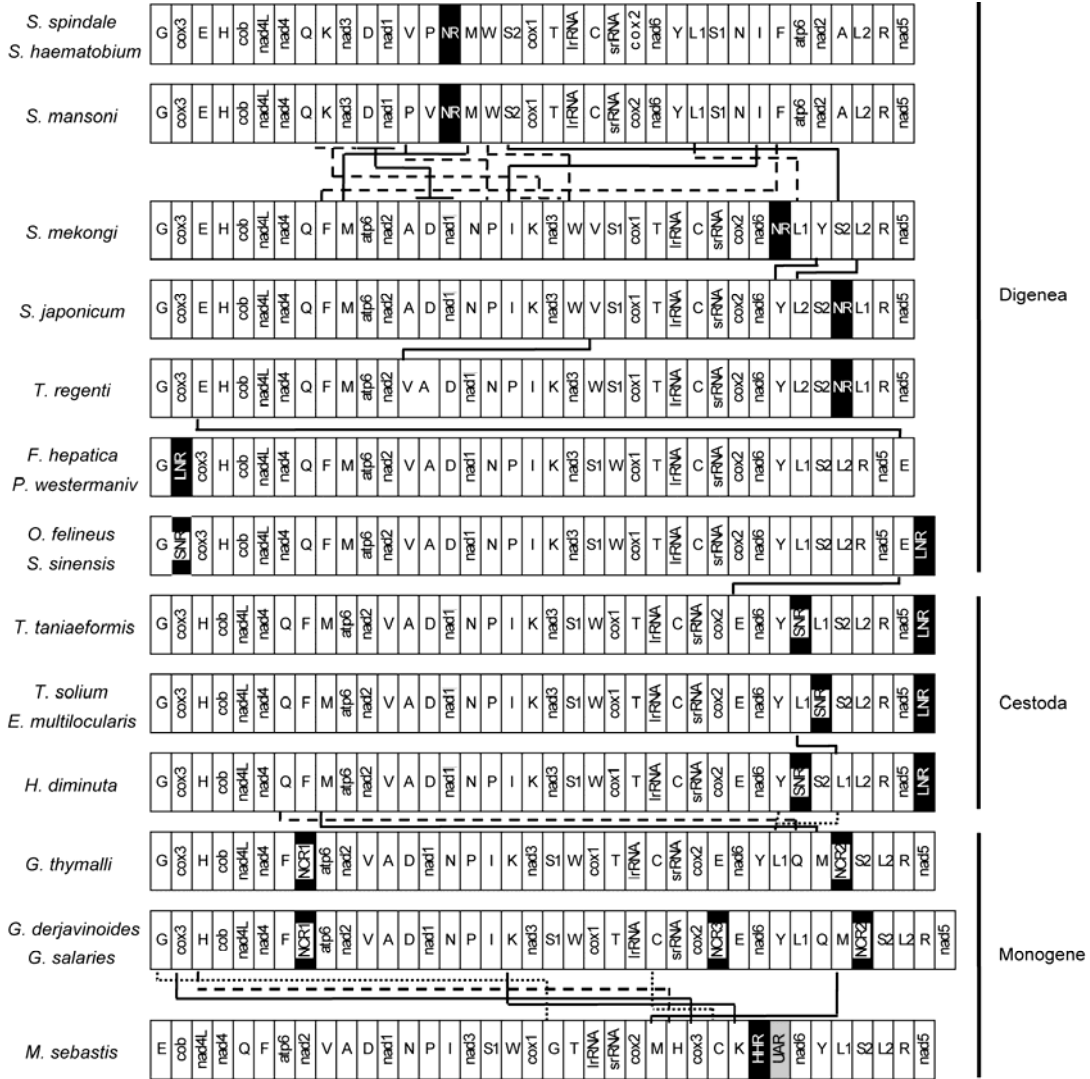 S. spindale
S. haematobium
G cox3 E H cob nad4L nad4 Q K nad3 D nad1 V P NR M W S2 cox1 T lrRNA C srRNA cox2 nad6 Y L1 S1 N I F atp6 nad2 A L2 R nad5
S. mansoni
G cox3 E H cob nad4L nad4 Q K nad3 D nad1 P V NR M W S2 cox1 T lrRNA C srRNA cox2 nad6 Y L1 S1 N I F atp6 nad2 A L2 R nad5
S. mekongi
G cox3 E H cob nad4L nad4 Q F M atp6 nad2 A D nad1 N P I K nad3 W V S1 cox1 T lrRNA C srRNA cox2 nad6 NR L1 Y S2 L2 R nad5
S. japonicum
G cox3 E H cob nad4L nad4 Q F M atp6 nad2 A D nad1 N P I K nad3 W V S1 cox1 T lrRNA C srRNA cox2 nad6 Y L2 S2 NR L1 R nad5
Digenea
T. regenti
G cox3 E H cob nad4L nad4 Q F M atp6 nad2 V A D nad1 N P I K nad3 W S1 cox1 T lrRNA C srRNA cox2 nad6 Y L2 S2 NR L1 R nad5
F. hepatica
P. westermaniv
G LNR cox3 H cob nad4L nad4 Q F M atp6 nad2 V A D nad1 N P I K nad3 S1 W cox1 T lrRNA C srRNA cox2 nad6 Y L1 S2 L2 R nad5 E
O. felineus
S. sinensis
G SNR cox3 H cob nad4L nad4 Q F M atp6 nad2 V A D nad1 N P I K nad3 S1 W cox1 T lrRNA C srRNA cox2 nad6 Y L1 S2 L2 R nad5 E LNR
T. taniaeformis
G cox3 H cob nad4L nad4 Q F M atp6 nad2 V A D nad1 N P I K nad3 S1 W cox1 T lrRNA C srRNA cox2 E nad6 Y SNR L1 S2 L2 R nad5 LNR
T. solium
E. multilocularis
G cox3 H cob nad4L nad4 Q F M atp6 nad2 V A D nad1 N P I K nad3 S1 W cox1 T lrRNA C srRNA cox2 E nad6 Y L1 SNR S2 L2 R nad5 LNR
Cestoda
H. diminuta
G cox3 H cob nad4L nad4 Q F M atp6 nad2 V A D nad1 N P I K nad3 S1 W cox1 T lrRNA C srRNA cox2 E nad6 Y SNR S2 L1 L2 R nad5 LNR
G. thymalli
G cox3 H cob nad4L nad4 F NCR1 atp6 nad2 V A D nad1 N P I K nad3 S1 W cox1 T lrRNA C srRNA cox2 E nad6 Y L1 Q M NCR2 S2 L2 R nad5
G. derjavinoides
G. salaries
G cox3 H cob nad4L nad4 F NCR1 atp6 nad2 V A D nad1 N P I K nad3 S1 W cox1 T lrRNA C srRNA cox2 NCR3 E nad6 Y L1 Q M NCR2 S2 L2 R nad5
Monogene
M. sebastis
E cob nad4L nad4 Q F atp6 nad2 V A D nad1 N P I nad3 S1 W cox1 G T lrRNA srRNA cox2 M H cox3 C K HHR UAR nad6 Y L1 S2 L2 R nad5